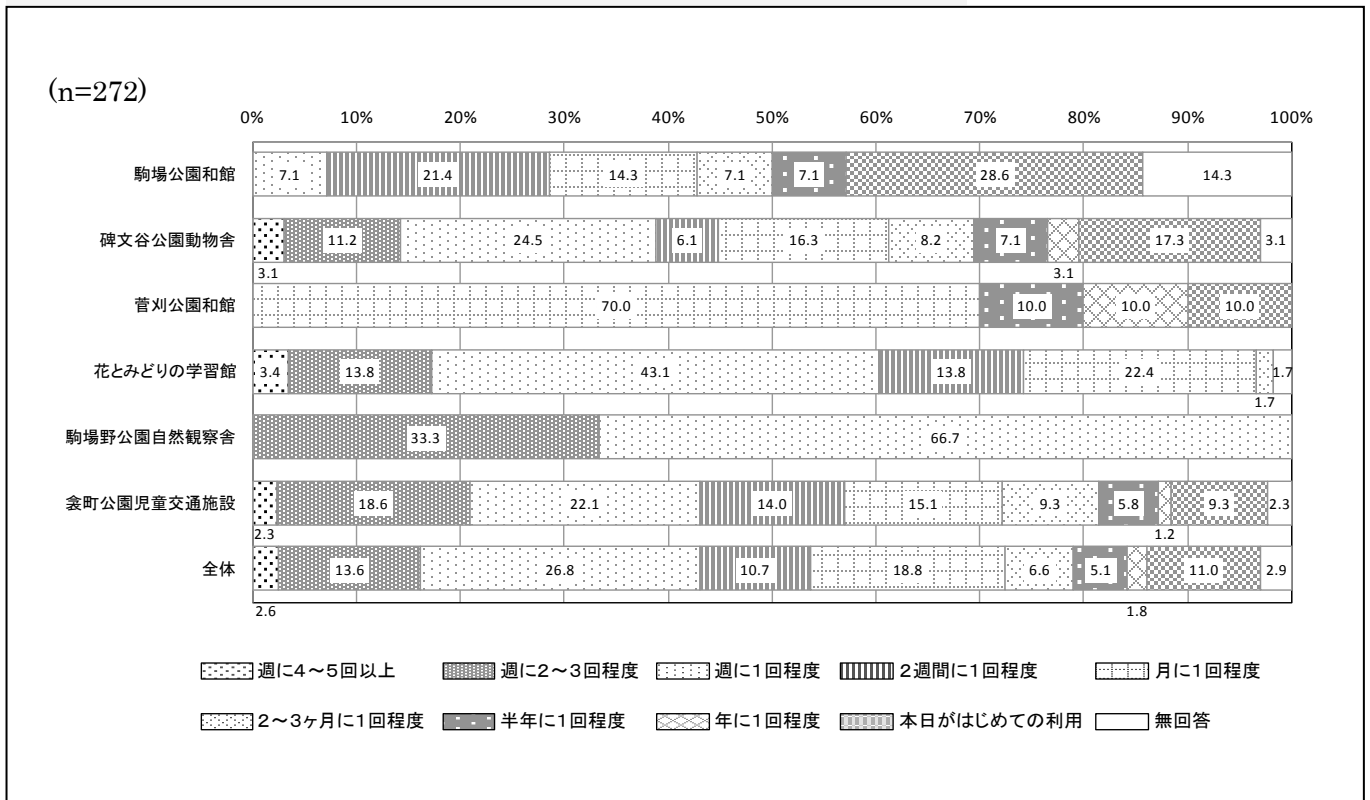 (n=272)
0% 10% 20% 30% 40% 50% 60% 70% 80% 90% 100%
駒場公園和館 7.1 21.4 14.3 7.1 7.1 28.6 14.3
碑文谷公園動物舎 11.2 24.5 6.1 16.3 8.2 7.1 17.3 3.1
3.1 3.1
菅刈公園和館 70.0 10.0 10.0 10.0
花とみどりの学習館 3.4 13.8 43.1 13.8 22.4 1.7
1.7
駒場野公園自然観察舎 33.3 66.7
衾町公園児童交通施設 18.6 22.1 14.0 15.1 9.3 5.8 9.3 2.3
2.3 1.2
全体 13.6 26.8 10.7 18.8 6.6 5.1 11.0 2.9
2.6 1.8
週に4~5回以上 週に2~3回程度 週に1回程度 2週間に1回程度 月に1回程度
2~3ヶ月に1回程度 半年に1回程度 年に1回程度 本日がはじめての利用 無回答